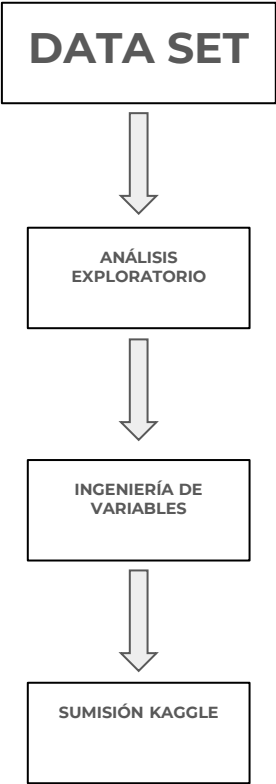 DATA SET
ANÁLISIS
EXPLORATORIO
INGENIERÍA DE
VARIABLES
SUMISIÓN KAGGLE